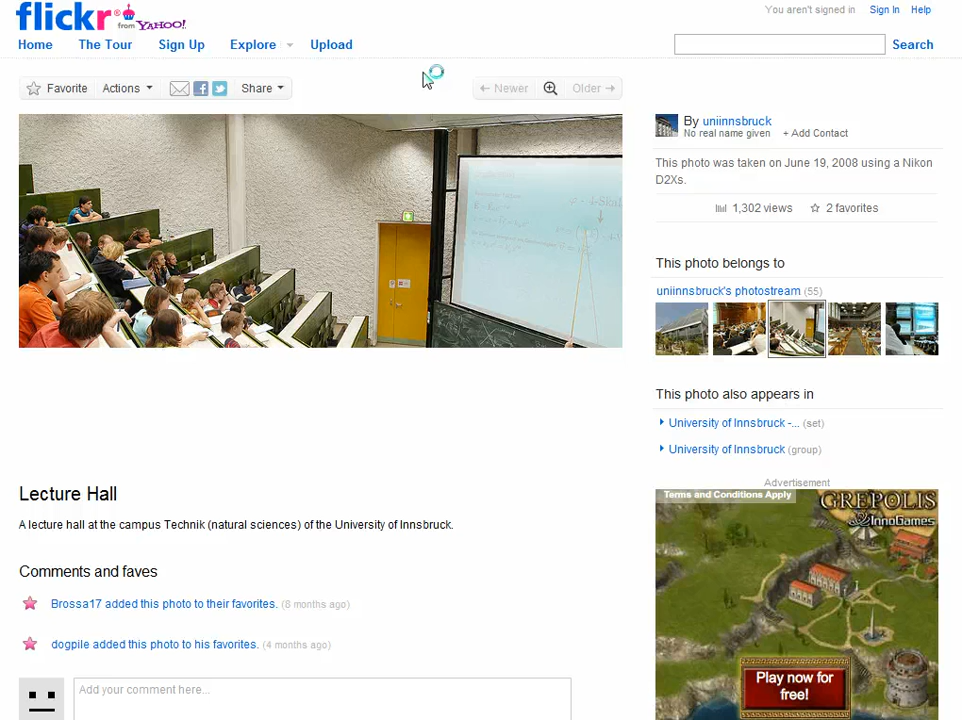 flickr® from YAHOO!
You aren't signed in Sign In Help
Home The Tour Sign Up Explore Upload
Search
Favorite Actions Share
← Newer Older →
By uniinnsbruck
No real name given + Add Contact
This photo was taken on June 19, 2008 using a Nikon
D2Xs.
1,302 views 2 favorites
This photo belongs to
uniinnsbruck's photostream (55)
This photo also appears in
University of Innsbruck -... (set)
University of Innsbruck (group)
Advertisement
Terms and Conditions Apply
GREPOLIS
InnoGames
Play now for
free!
Lecture Hall
A lecture hall at the campus Technik (natural sciences) of the University of Innsbruck.
Comments and faves
Brossa17 added this photo to their favorites. (8 months ago)
dogpile added this photo to his favorites. (4 months ago)
Add your comment here...